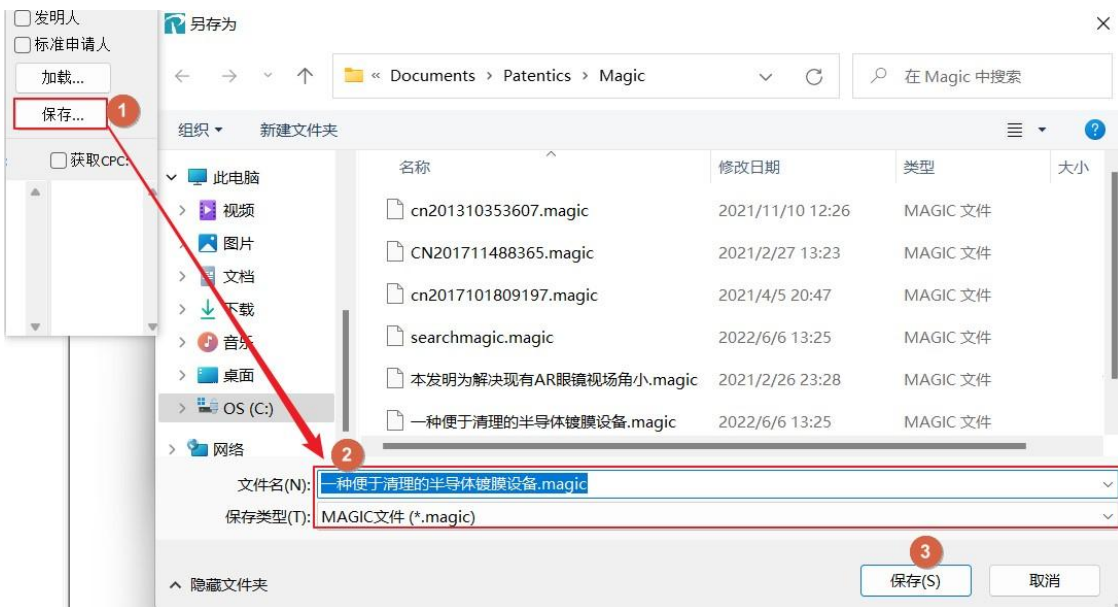 发明人
标准申请人
加载...
保存...
1
获取CPC:
另存为
« Documents > Patentics > Magic
在 Magic 中搜索
组织
新建文件夹
此电脑
视频
图片
文档
下载
音乐
桌面
OS (C:)
网络
名称 修改日期 类型 大小
cn201310353607.magic 2021/11/10 12:26 MAGIC 文件
CN201711488365.magic 2021/2/27 13:23 MAGIC 文件
cn2017101809197.magic 2021/4/5 20:47 MAGIC 文件
searchmagic.magic 2022/6/6 13:25 MAGIC 文件
本发明为解决现有AR眼镜视场角小.magic 2021/2/26 23:28 MAGIC 文件
一种便于清理的半导体镀膜设备.magic 2022/6/6 13:25 MAGIC 文件
2
文件名(N): 一种便于清理的半导体镀膜设备.magic
保存类型(T): MAGIC文件 (*.magic)
3
隐藏文件夹
保存(S)
取消